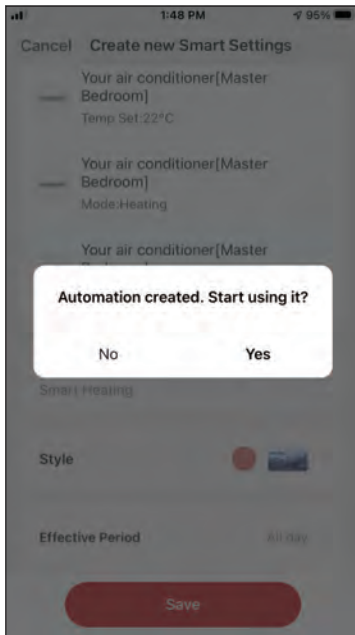 1:48 PM
95%
Cancel Create new Smart Settings
Your air conditioner[Master
Bedroom]
Temp Set:22°C
Your air conditioner[Master
Bedroom]
Mode:Heating
Your air conditioner[Master
Automation created. Start using it?
No Yes
Smart Heating
Style
Effective Period All day
Save